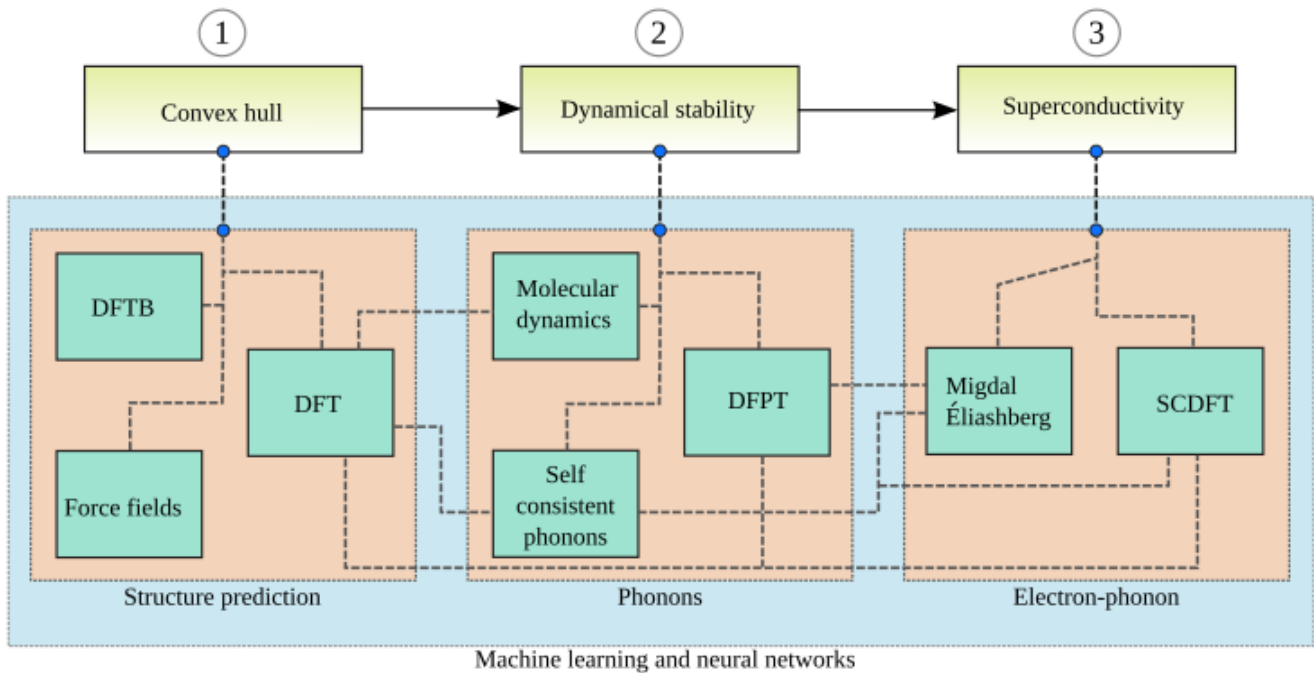 1
2
3
Convex hull
Dynamical stability
Superconductivity
DFTB
DFT
Force fields
Structure prediction
Molecular
dynamics
DFPT
Self
consistent
phonons
Phonons
Migdal
Éliashberg
SCDFT
Electron-phonon
Machine learning and neural networks